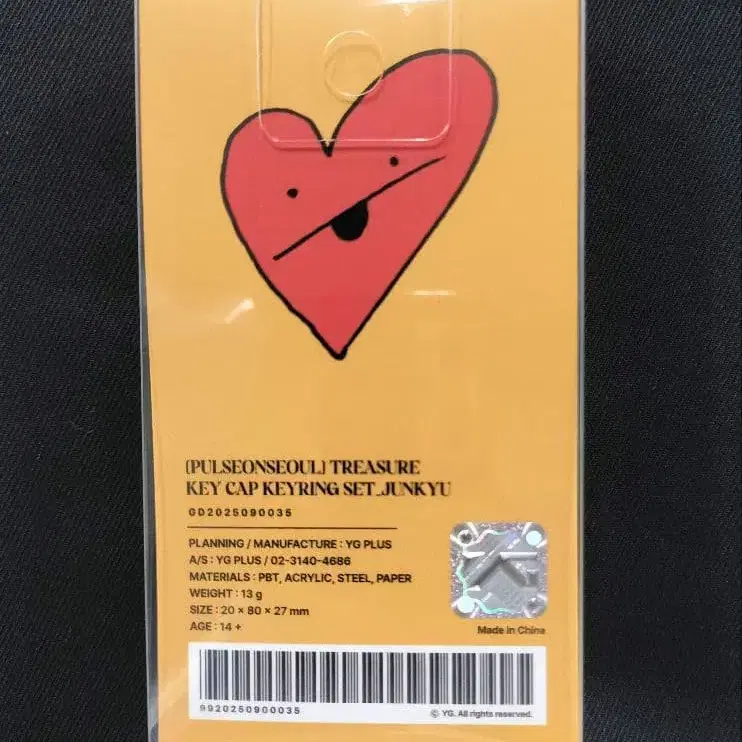 [PULSEONSEOUL] TREASURE
KEY CAP KEYRING SET_JUNKYU
GD2025090035
PLANNING / MANUFACTURE : YG PLUS
A/S : YG PLUS / 02-3140-4686
MATERIALS : PBT, ACRYLIC, STEEL, PAPER
WEIGHT : 13 g
SIZE : 20 × 80 × 27 mm
AGE : 14 +
Made in China
9920250900035
© YG. All rights reserved.